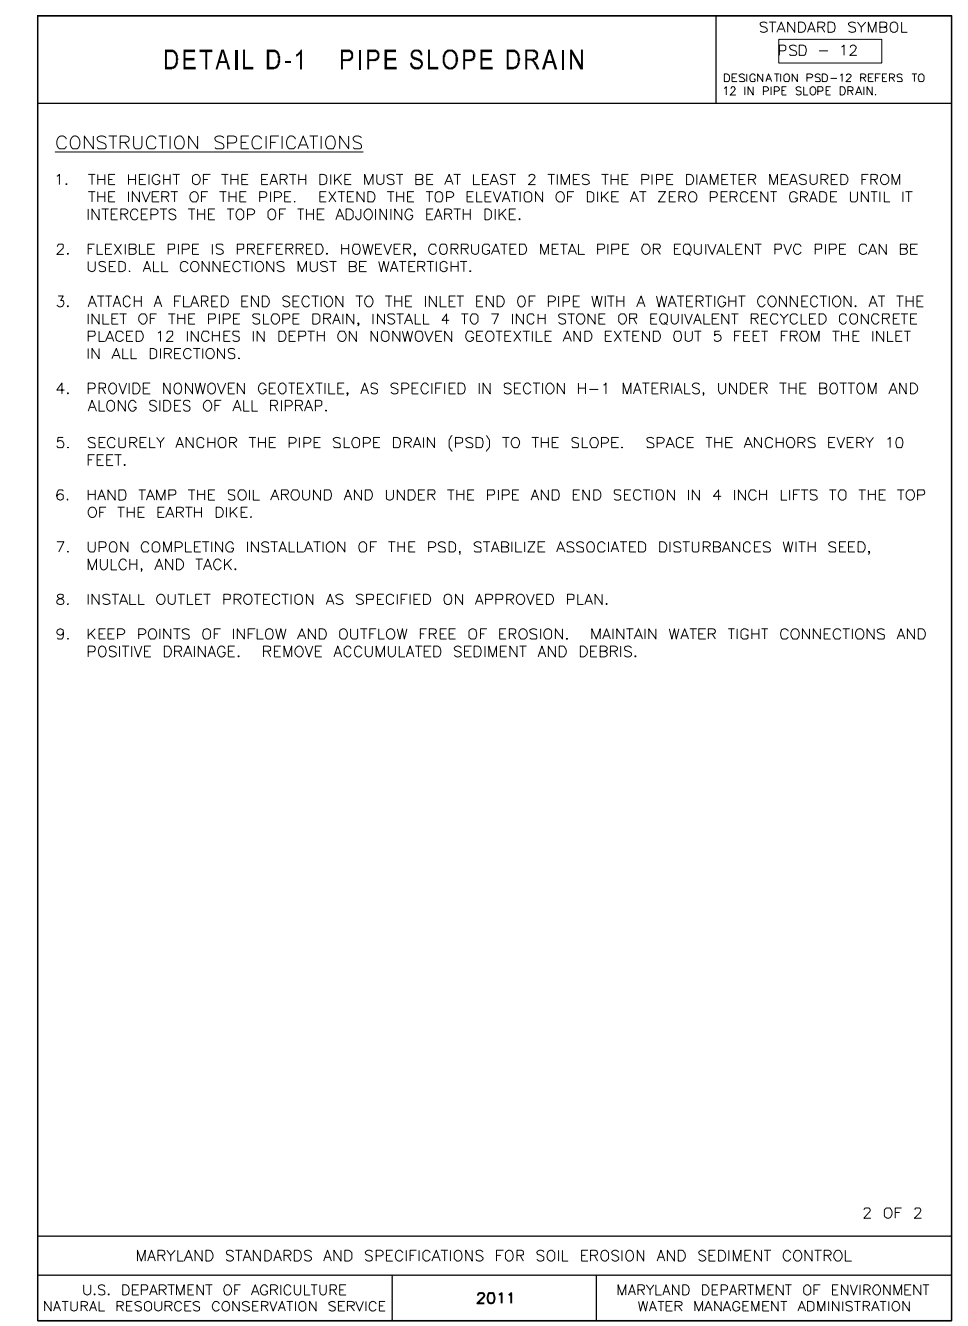 DETAIL D-1 PIPE SLOPE DRAIN
STANDARD SYMBOL
PSD - 12
DESIGNATION PSD-12 REFERS TO
12 IN PIPE SLOPE DRAIN.
CONSTRUCTION SPECIFICATIONS
1. THE HEIGHT OF THE EARTH DIKE MUST BE AT LEAST 2 TIMES THE PIPE DIAMETER MEASURED FROM
THE INVERT OF THE PIPE. EXTEND THE TOP ELEVATION OF DIKE AT ZERO PERCENT GRADE UNTIL IT
INTERCEPTS THE TOP OF THE ADJOINING EARTH DIKE.
2. FLEXIBLE PIPE IS PREFERRED. HOWEVER, CORRUGATED METAL PIPE OR EQUIVALENT PVC PIPE CAN BE
USED. ALL CONNECTIONS MUST BE WATERTIGHT.
3. ATTACH A FLARED END SECTION TO THE INLET END OF PIPE WITH A WATERTIGHT CONNECTION. AT THE
INLET OF THE PIPE SLOPE DRAIN, INSTALL 4 TO 7 INCH STONE OR EQUIVALENT RECYCLED CONCRETE
PLACED 12 INCHES IN DEPTH ON NONWOVEN GEOTEXTILE AND EXTEND OUT 5 FEET FROM THE INLET
IN ALL DIRECTIONS.
4. PROVIDE NONWOVEN GEOTEXTILE, AS SPECIFIED IN SECTION H-1 MATERIALS, UNDER THE BOTTOM AND
ALONG SIDES OF ALL RIPRAP.
5. SECURELY ANCHOR THE PIPE SLOPE DRAIN (PSD) TO THE SLOPE. SPACE THE ANCHORS EVERY 10
FEET.
6. HAND TAMP THE SOIL AROUND AND UNDER THE PIPE AND END SECTION IN 4 INCH LIFTS TO THE TOP
OF THE EARTH DIKE.
7. UPON COMPLETING INSTALLATION OF THE PSD, STABILIZE ASSOCIATED DISTURBANCES WITH SEED,
MULCH, AND TACK.
8. INSTALL OUTLET PROTECTION AS SPECIFIED ON APPROVED PLAN.
9. KEEP POINTS OF INFLOW AND OUTFLOW FREE OF EROSION. MAINTAIN WATER TIGHT CONNECTIONS AND
POSITIVE DRAINAGE. REMOVE ACCUMULATED SEDIMENT AND DEBRIS.
2 OF 2
MARYLAND STANDARDS AND SPECIFICATIONS FOR SOIL EROSION AND SEDIMENT CONTROL
U.S. DEPARTMENT OF AGRICULTURE
NATURAL RESOURCES CONSERVATION SERVICE
2011
MARYLAND DEPARTMENT OF ENVIRONMENT
WATER MANAGEMENT ADMINISTRATION